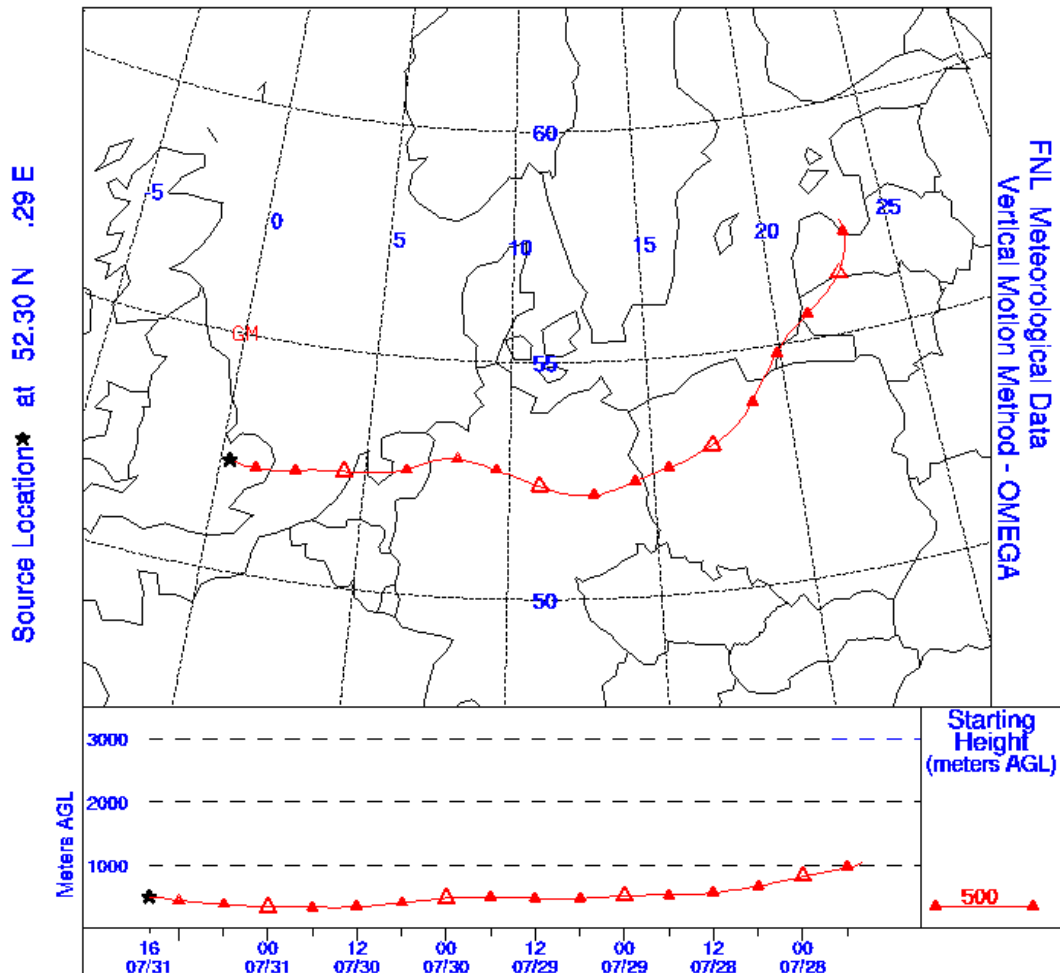 Source Location★ at 52.30 N .29 E
-5
0
5
10
15
20
25
60
GM
55
50
FNL Meteorological Data
Vertical Motion Method - OMEGA
Meters AGL
3000
2000
1000
16 00 12 00 12 00 12 00
07/31 07/31 07/30 07/30 07/29 07/29 07/28 07/28
Starting
Height
(meters AGL)
500